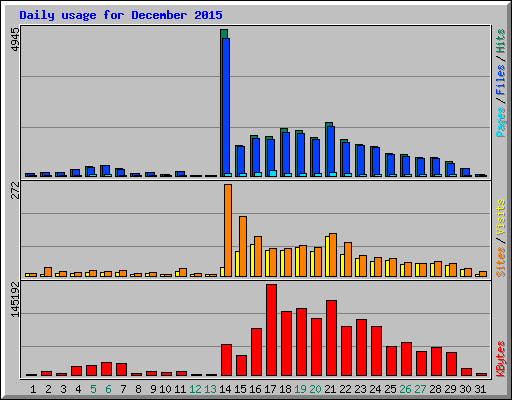 Daily usage for December 2015
4945
Pages/Files/Hits
272
Sites/Visits
145192
KBytes
1 2 3 4 5 6 7 8 9 10 11 12 13 14 15 16 17 18 19 20 21 22 23 24 25 26 27 28 29 30 31